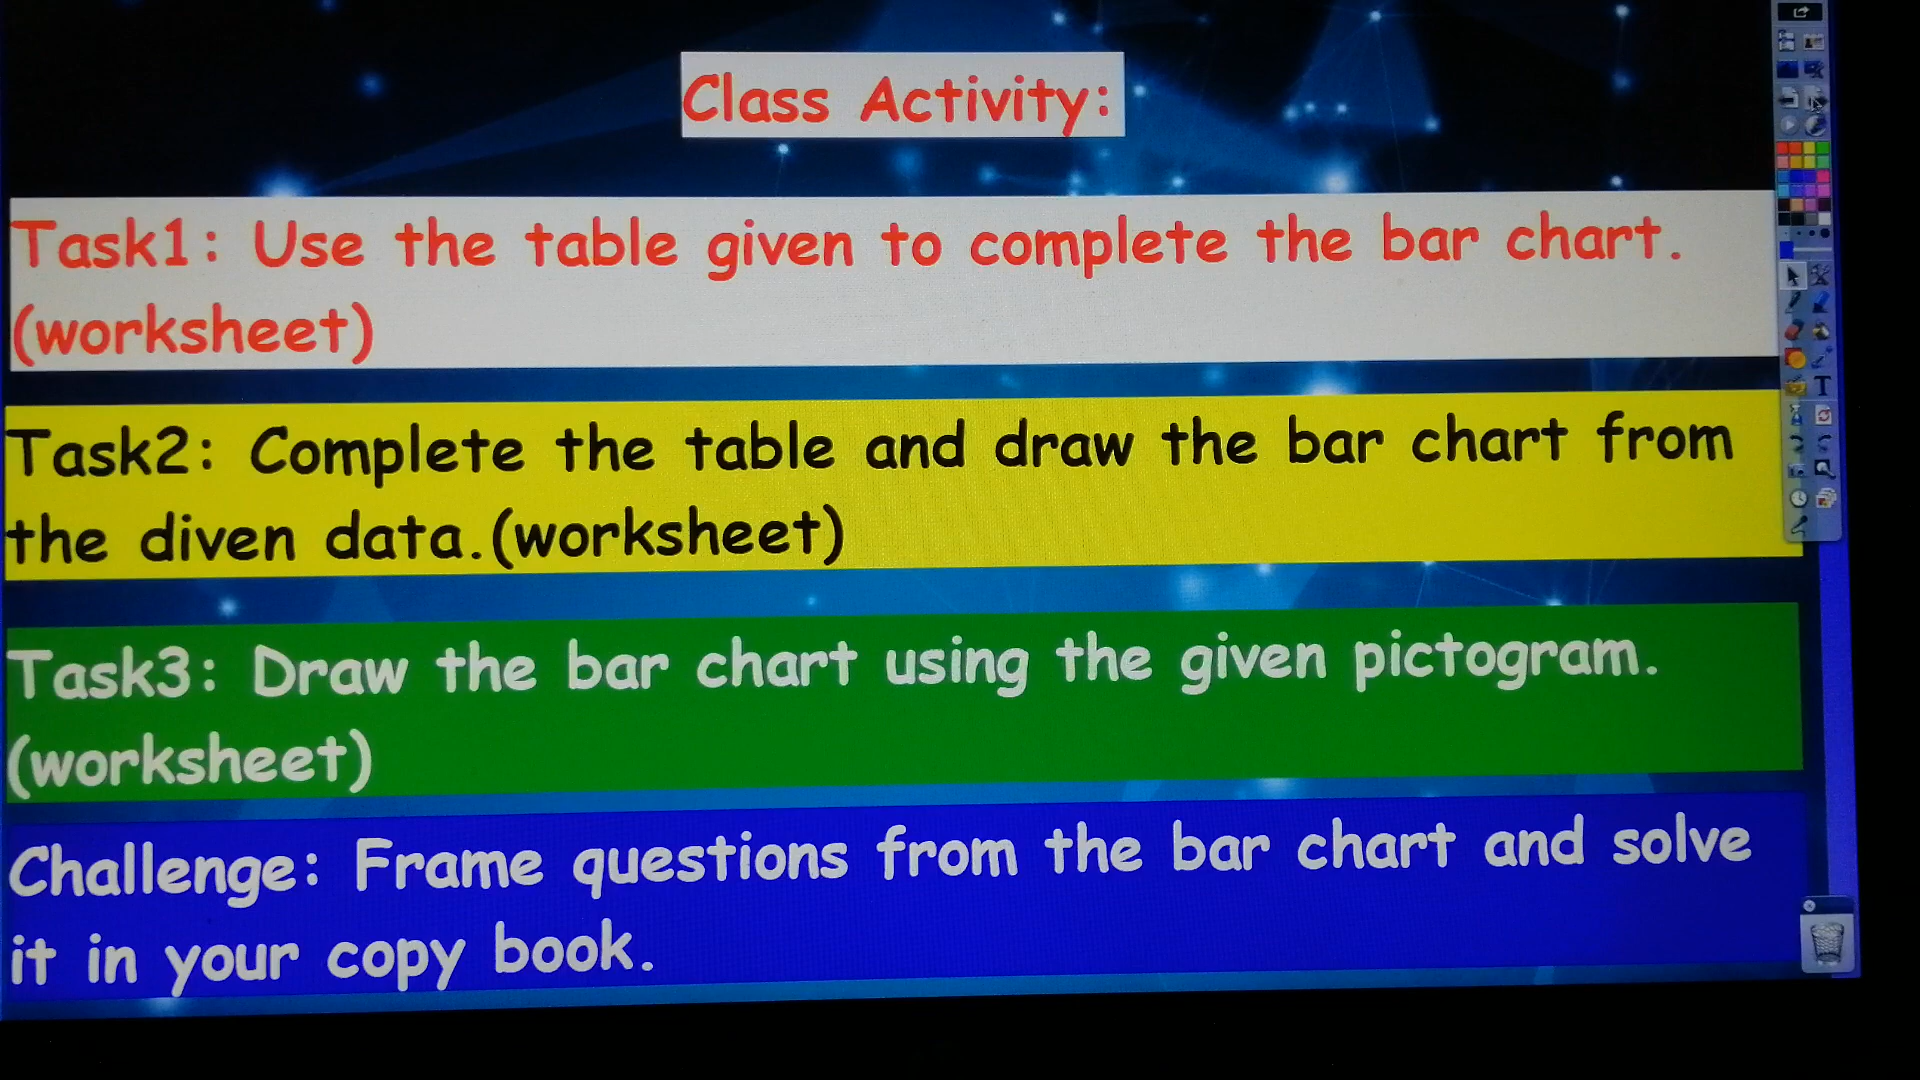 Class Activity:
Task1: Use the table given to complete the bar chart.
(worksheet)
Task2: Complete the table and draw the bar chart from
the diven data.(worksheet)
Task3: Draw the bar chart using the given pictogram.
(worksheet)
Challenge: Frame questions from the bar chart and solve
it in your copy book.